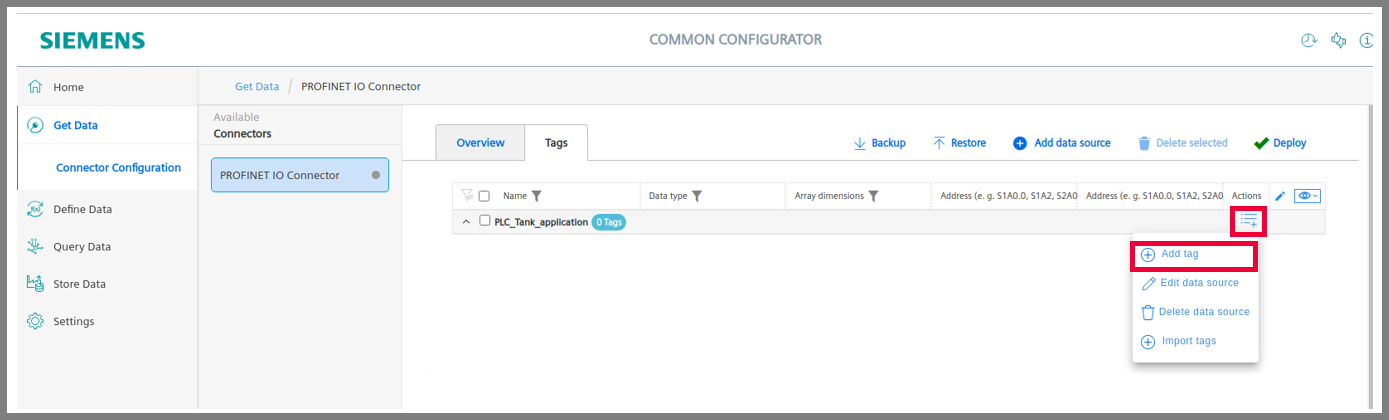 SIEMENS
COMMON CONFIGURATOR
Home
Get Data
Connector Configuration
Define Data
Query Data
Store Data
Settings
Get Data / PROFINET IO Connector
Available
Connectors
PROFINET IO Connector
Overview
Tags
Backup
Restore
Add data source
Delete selected
Deploy
Name
Data type
Array dimensions
Address (e. g. S1A0.0, S1A2, S2A0
Address (e. g. S1A0.0, S1A2, S2A0
Actions
PLC_Tank_application 0 Tags
Add tag
Edit data source
Delete data source
Import tags